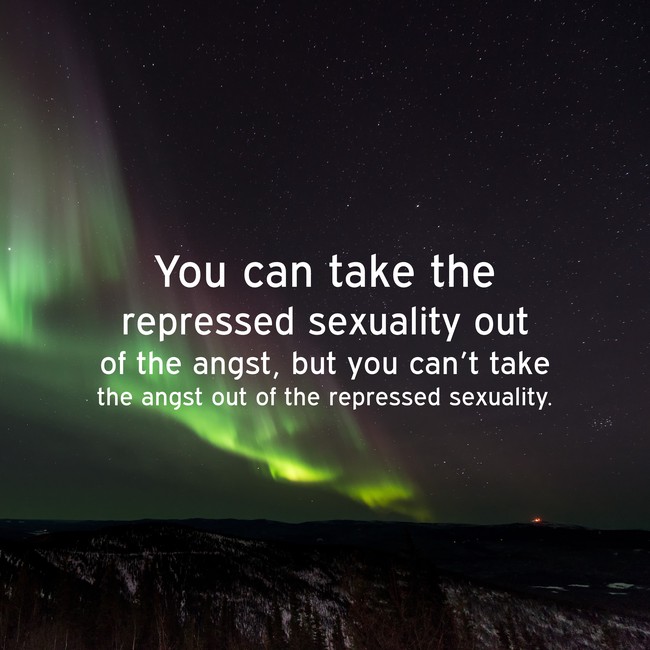 You can take the
repressed sexuality out
of the angst, but you can’t take
the angst out of the repressed sexuality.